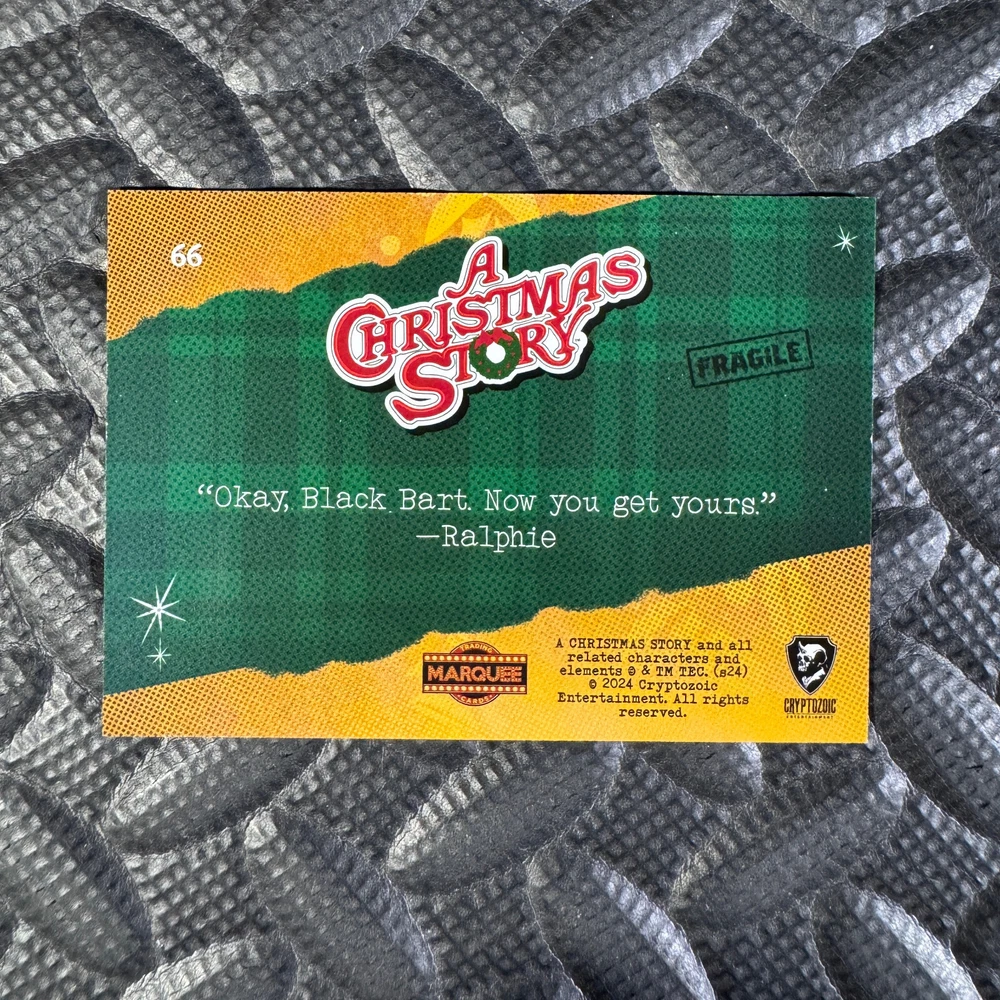 66
A
CHRISTMAS
STORY
FRAGILE
“Okay, Black Bart. Now you get yours.”
—Ralphie
TRADING
MARQUEE
CARDS
A CHRISTMAS STORY and all
related characters and
elements © & TM TEC. (s24)
© 2024 Cryptozoic
Entertainment. All rights
reserved.
CRYPTOZOIC
ENTERTAINMENT